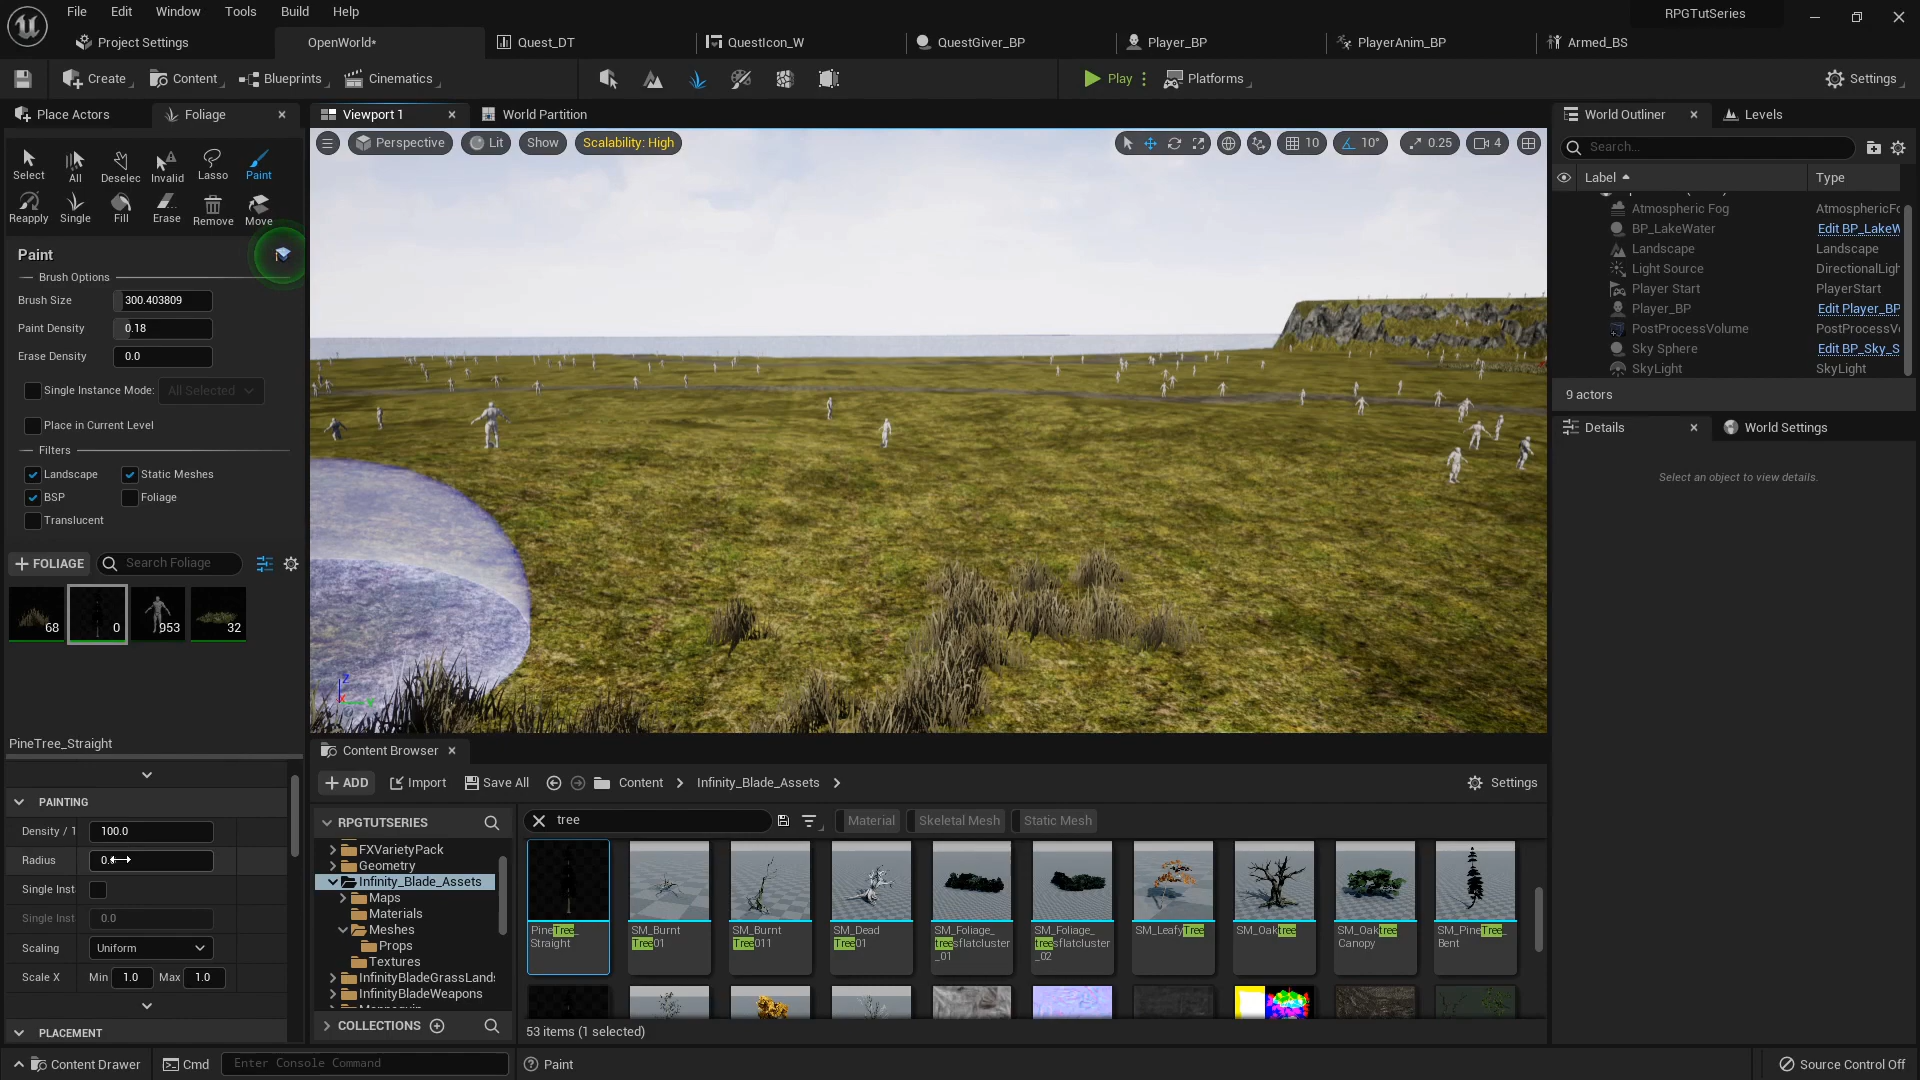 File Edit Window Tools Build Help
RPGTutSeries
Project Settings
OpenWorld*
Quest_DT
QuestIcon_W
QuestGiver_BP
Player_BP
PlayerAnim_BP
Armed_BS
Create
Content
Blueprints
Cinematics
Play
Platforms
Settings
Place Actors
Foliage
Viewport 1
World Partition
World Outliner
Levels
Select
All
Deselec
Invalid
Lasso
Paint
Reapply
Single
Fill
Erase
Remove
Move
Perspective
Lit
Show
Scalability: High
10
10°
0.25
4
Search...
Label
Type
Atmospheric Fog AtmosphericFo
BP_LakeWater Edit BP_LakeW
Landscape Landscape
Light Source DirectionalLigh
Player Start PlayerStart
Player_BP Edit Player_BP
PostProcessVolume PostProcessV
Sky Sphere Edit BP_Sky_S
SkyLight SkyLight
9 actors
Details
World Settings
Select an object to view details.
Paint
Brush Options
Brush Size 300.403809
Paint Density 0.18
Erase Density 0.0
Single Instance Mode: All Selected
Place in Current Level
Filters
Landscape Static Meshes
BSP Foliage
Translucent
FOLIAGE Search Foliage
68 0 953 32
PineTree_Straight
PAINTING
Density / 1 100.0
Radius 0.
Single Inst
Single Inst 0.0
Scaling Uniform
Scale X Min 1.0 Max 1.0
PLACEMENT
Z
Content Browser
ADD
Import
Save All
Content
Infinity_Blade_Assets
Settings
RPGTUTSERIES
FXVarietyPack
Geometry
Infinity_Blade_Assets
Maps
Materials
Meshes
Props
Textures
InfinityBladeGrassLands
InfinityBladeWeapons
COLLECTIONS
tree
Material
Skeletal Mesh
Static Mesh
PineTree_
Straight
SM_Burnt
Tree01
SM_Burnt
Tree011
SM_Dead
Tree01
SM_Foliage_
treesflatcluster
_01
SM_Foliage_
treesflatcluster
_02
SM_LeafyTree
SM_Oaktree
SM_Oaktree
Canopy
SM_PineTree_
Bent
53 items (1 selected)
Content Drawer
Cmd
Enter Console Command
Paint
Source Control Off